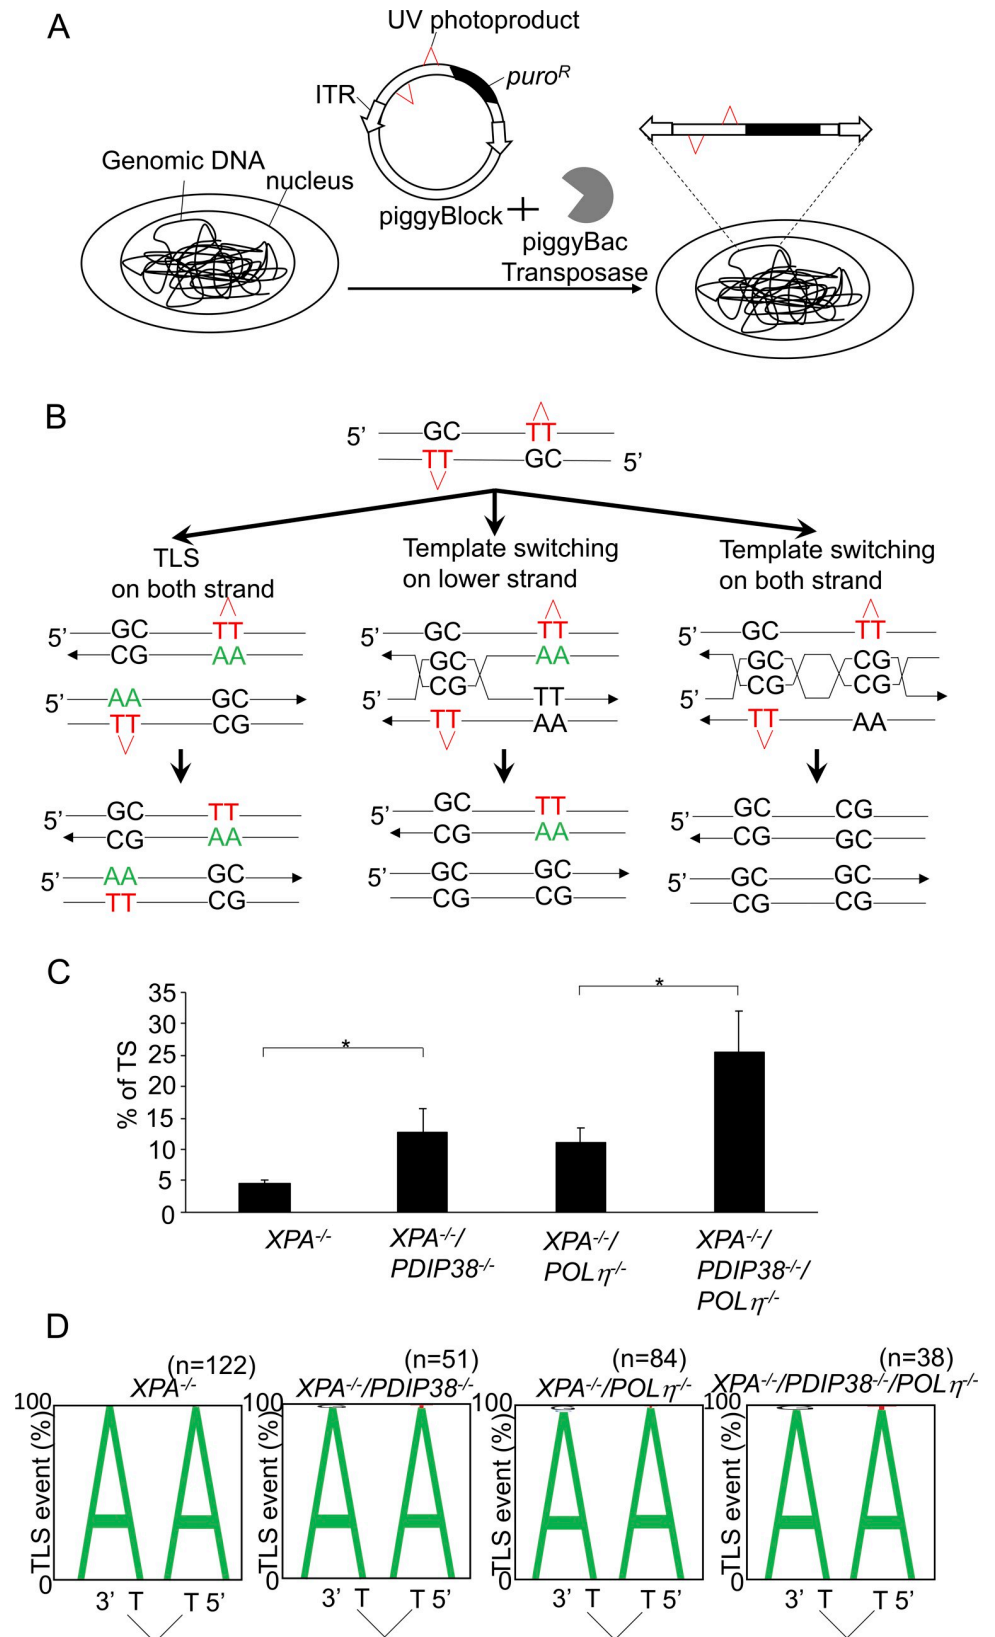 A
UV photoproduct
puroR
ITR
Genomic DNA
nucleus
piggyBlock +
piggyBac
Transposase
B
5’ GC TT
TT GC 5’
TLS
on both strand
Template switching
on lower strand
Template switching
on both strand
5’ GC TT
CG AA
5’ AA GC
TT CG
5’ GC TT
GC AA
CG
5’ TT
TT AA
5’ GC TT
GC CG
CG CG
5’
TT AA
5’ GC TT
CG AA
5’ AA GC
TT CG
5’ GC TT
CG AA
5’ GC GC
CG CG
5’ GC CG
CG GC
5’ GC GC
CG CG
C
% of TS
35
30
25
20
15
10
5
0
*
*
XPA-/-
XPA-/-/
PDIP38-/-
XPA-/-/
POLη-/-
XPA-/-/
PDIP38-/-/
POLη-/-
D
(n=122)
XPA-/-
100
TLS event (%)
0
A A
3’ T T 5’
(n=51)
XPA-/-/PDIP38-/-
100
TLS event (%)
0
A A
3’ T T 5’
(n=84)
XPA-/-/POLη-/-
100
TLS event (%)
0
A A
3’ T T 5’
(n=38)
XPA-/-/PDIP38-/-/POLη-/-
100
TLS event (%)
0
A A
3’ T T 5’